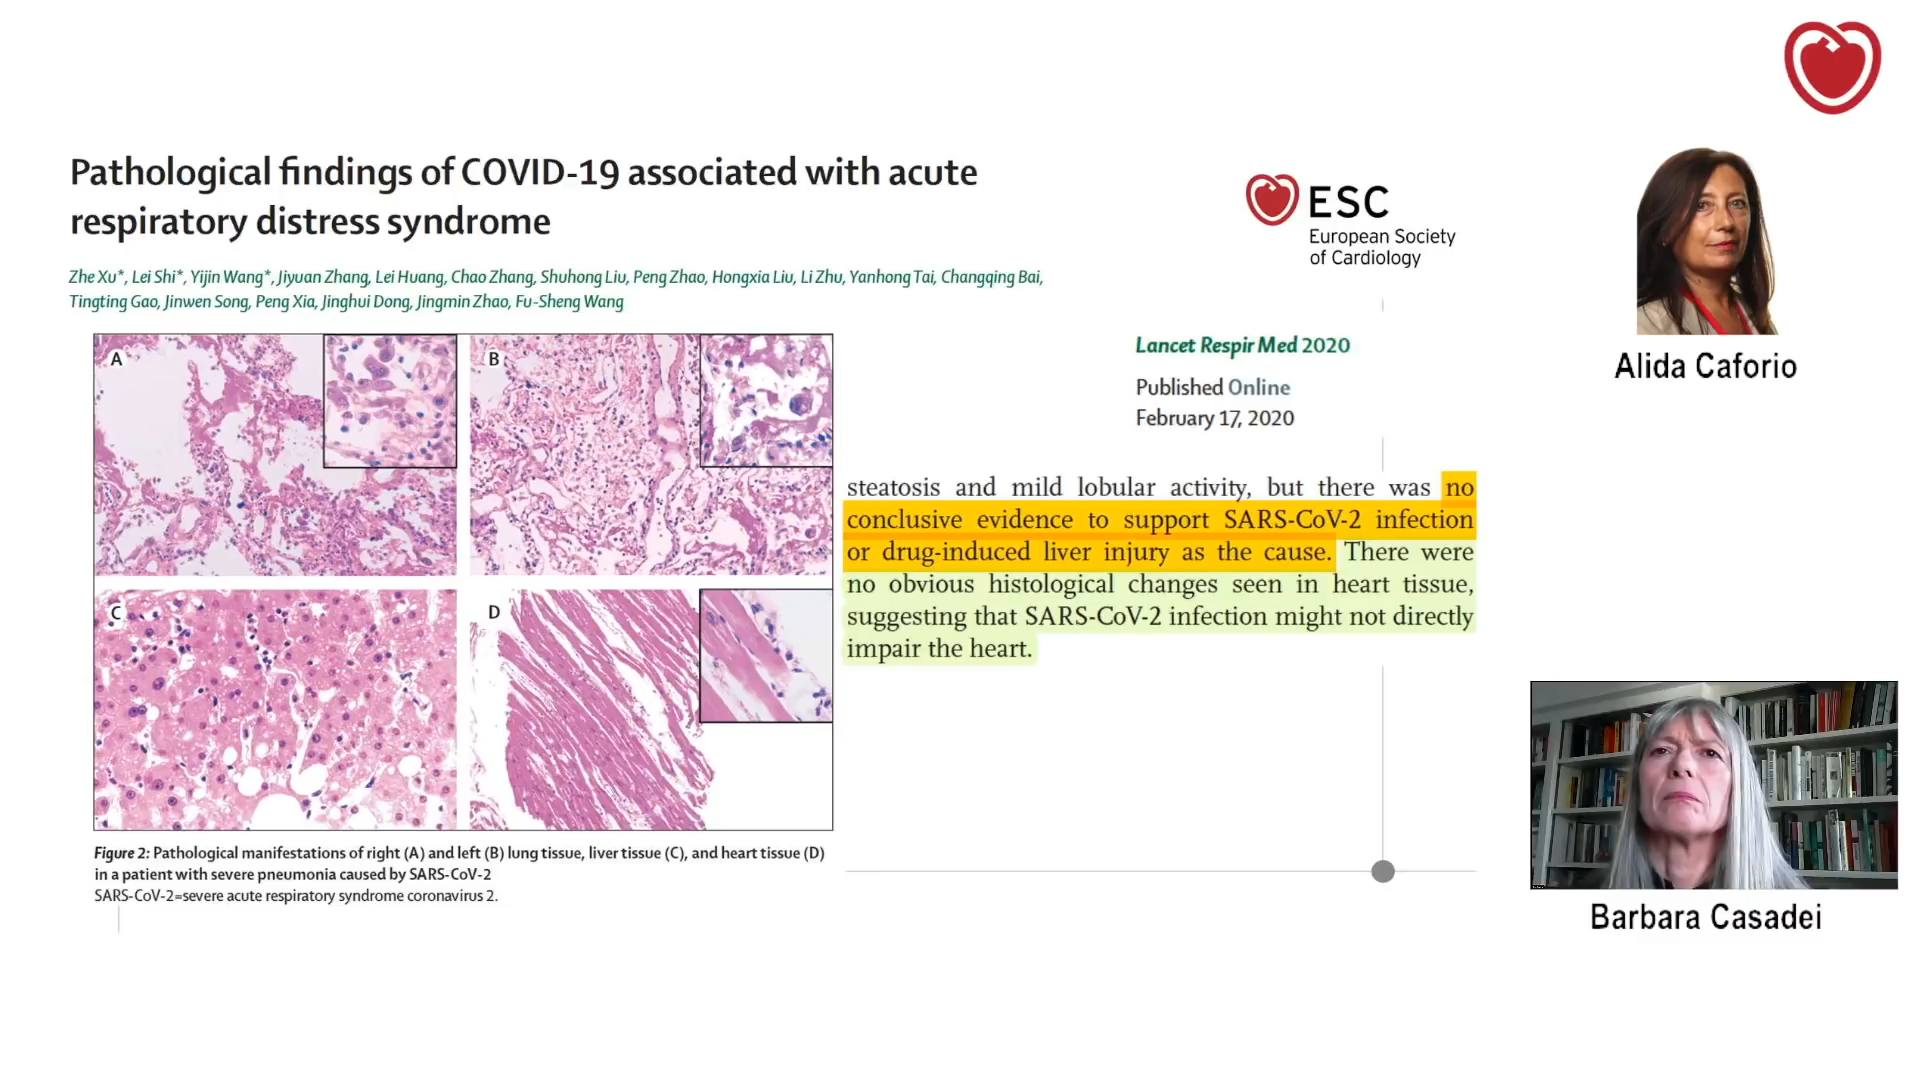 Pathological findings of COVID-19 associated with acute
respiratory distress syndrome
Zhe Xu*, Lei Shi*, Yijin Wang*, Jiyuan Zhang, Lei Huang, Chao Zhang, Shuhong Liu, Peng Zhao, Hongxia Liu, Li Zhu, Yanhong Tai, Changqing Bai,
Tingting Gao, Jinwen Song, Peng Xia, Jinghui Dong, Jingmin Zhao, Fu-Sheng Wang
A
B
C
D
Figure 2: Pathological manifestations of right (A) and left (B) lung tissue, liver tissue (C), and heart tissue (D)
in a patient with severe pneumonia caused by SARS-CoV-2
SARS-CoV-2=severe acute respiratory syndrome coronavirus 2.
ESC
European Society
of Cardiology
Lancet Respir Med 2020
Published Online
February 17, 2020
steatosis and mild lobular activity, but there was no
conclusive evidence to support SARS-CoV-2 infection
or drug-induced liver injury as the cause. There were
no obvious histological changes seen in heart tissue,
suggesting that SARS-CoV-2 infection might not directly
impair the heart.
Alida Caforio
Barbara Casadei